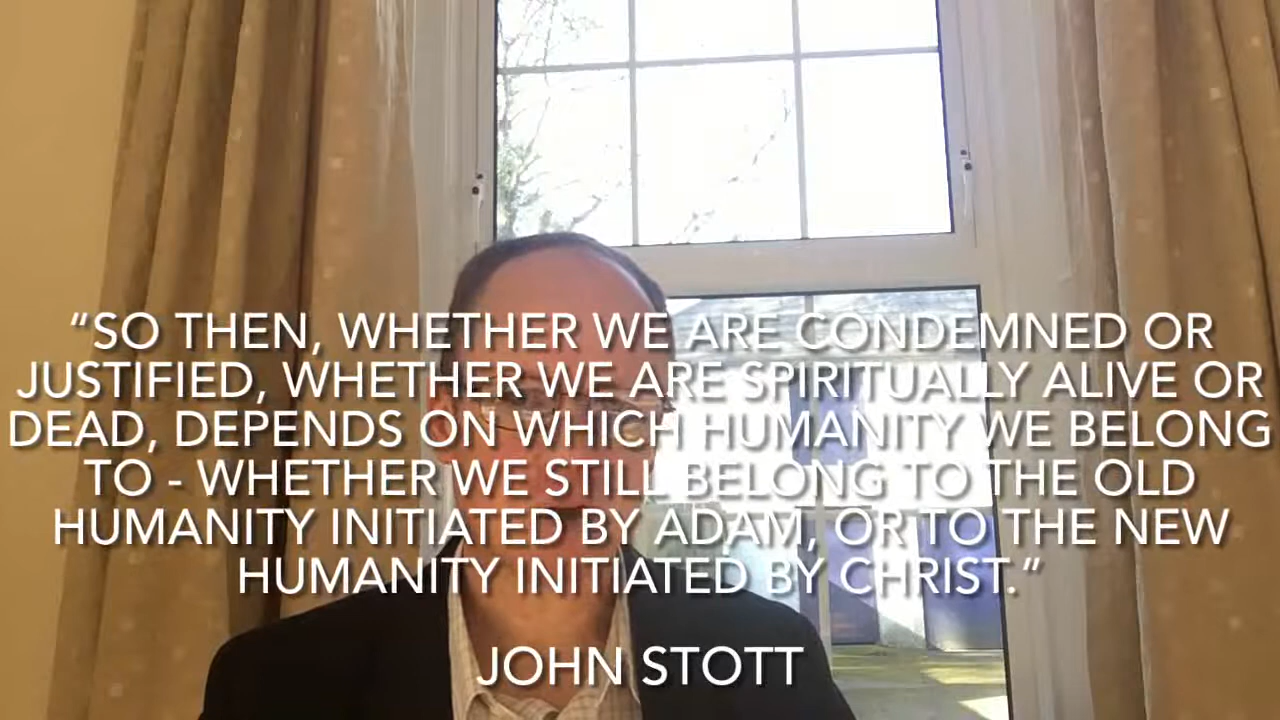 “SO THEN, WHETHER WE ARE CONDEMNED OR
JUSTIFIED, WHETHER WE ARE SPIRITUALLY ALIVE OR
DEAD, DEPENDS ON WHICH HUMANITY WE BELONG
TO - WHETHER WE STILL BELONG TO THE OLD
HUMANITY INITIATED BY ADAM, OR TO THE NEW
HUMANITY INITIATED BY CHRIST.”
JOHN STOTT